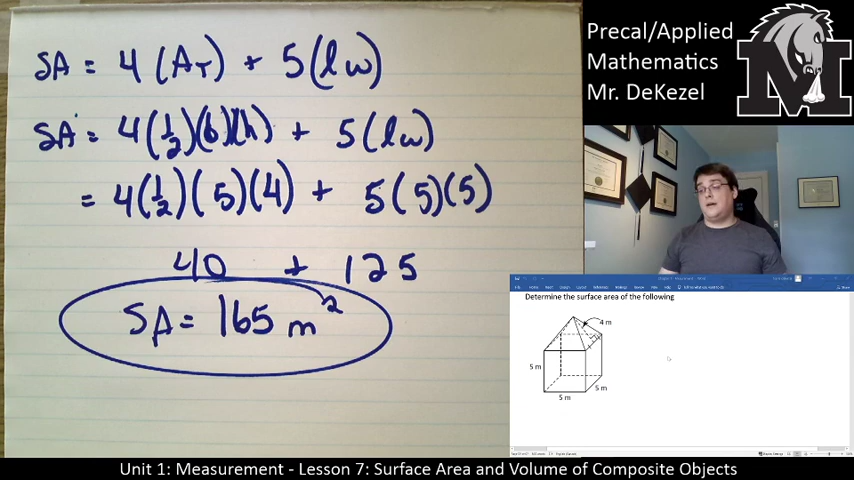 SA = 4 (A_T) + 5(lw)
SA = 4(1/2)(b)(h) + 5(lw)
= 4(1/2)(5)(4) + 5(5)(5)
40 + 125
SA = 165 m²
Precal/Applied
Mathematics
Mr. DeKezel
M
Determine the surface area of the following
4 m
5 m
5 m
5 m
Unit 1: Measurement - Lesson 7: Surface Area and Volume of Composite Objects